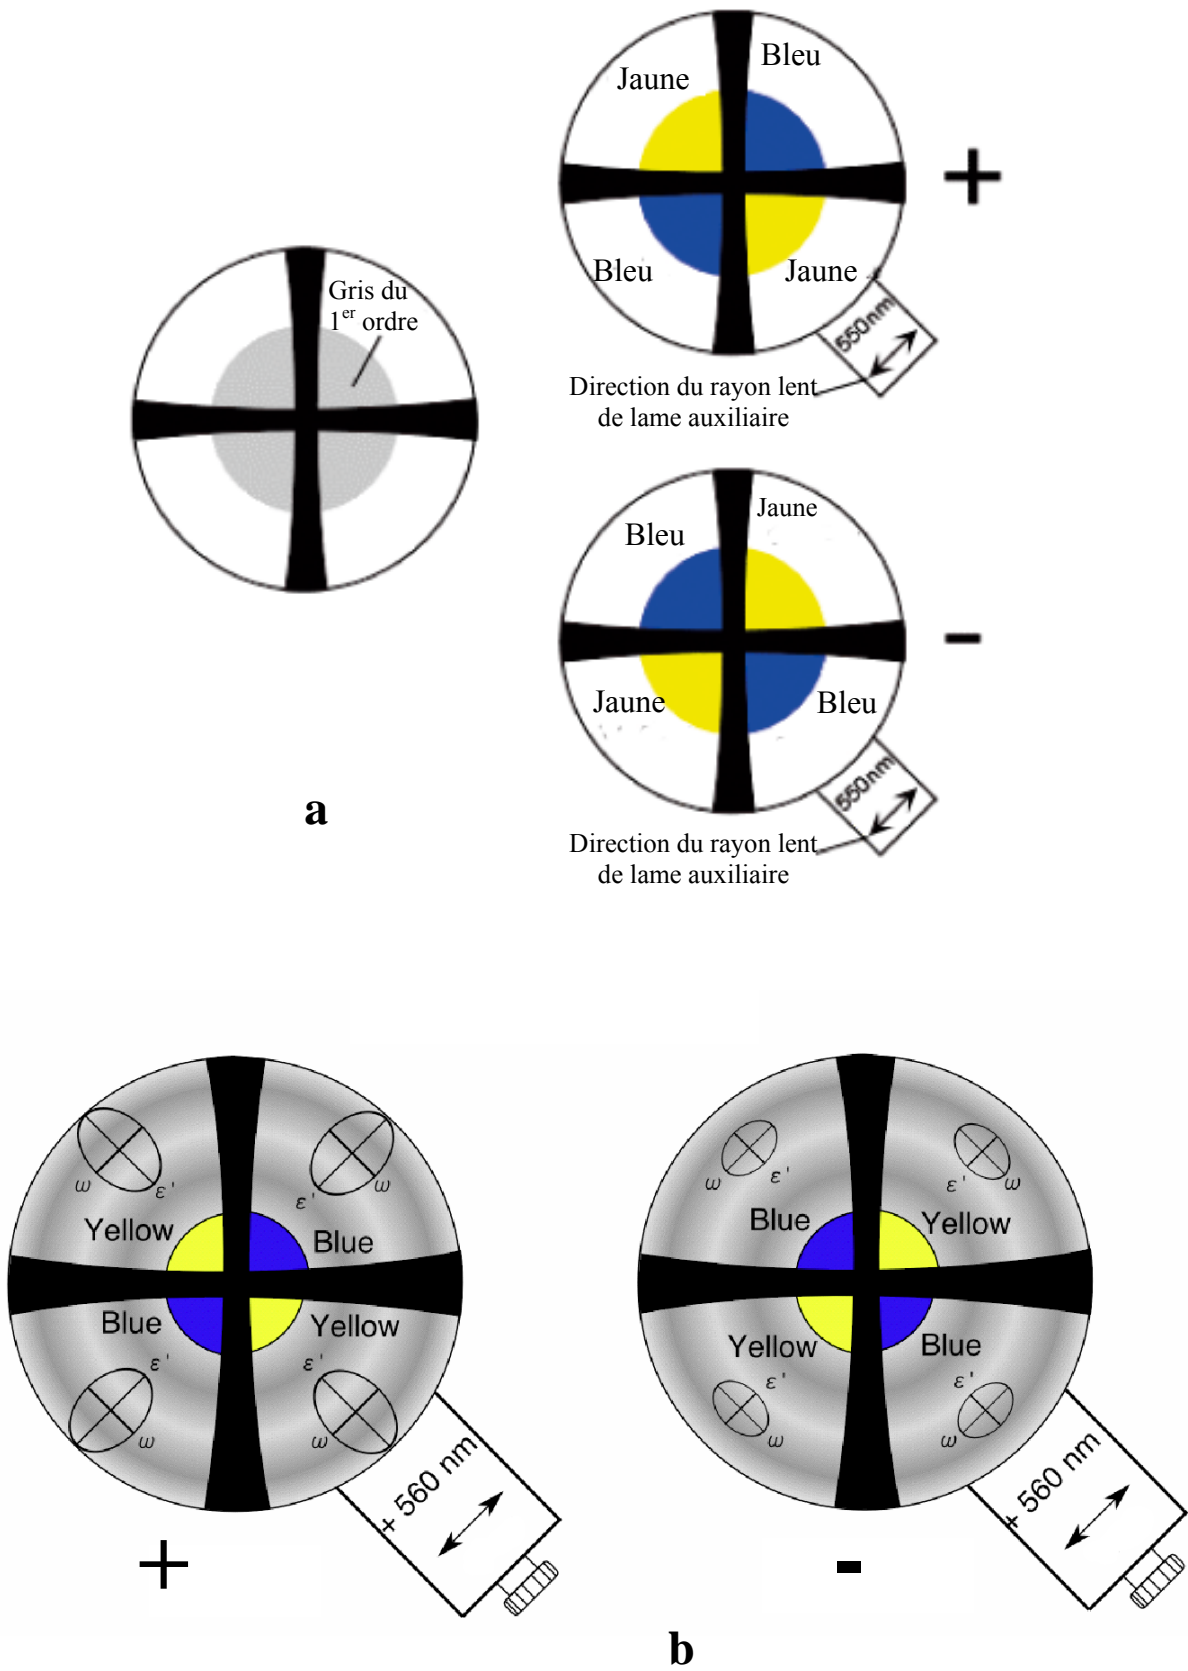 Jaune
Bleu
Bleu
Jaune
+
550nm
Direction du rayon lent
de lame auxiliaire
Gris du
1er ordre
Bleu
Jaune
Jaune
Bleu
-
550nm
Direction du rayon lent
de lame auxiliaire
a
ω
ε'
ε'
ω
Yellow
Blue
Blue
Yellow
ε'
ω
ε'
ω
+ 560 nm
+
ω
ε'
ε'
ω
Blue
Yellow
Yellow
Blue
ε'
ω
ε'
ω
+ 560 nm
-
b